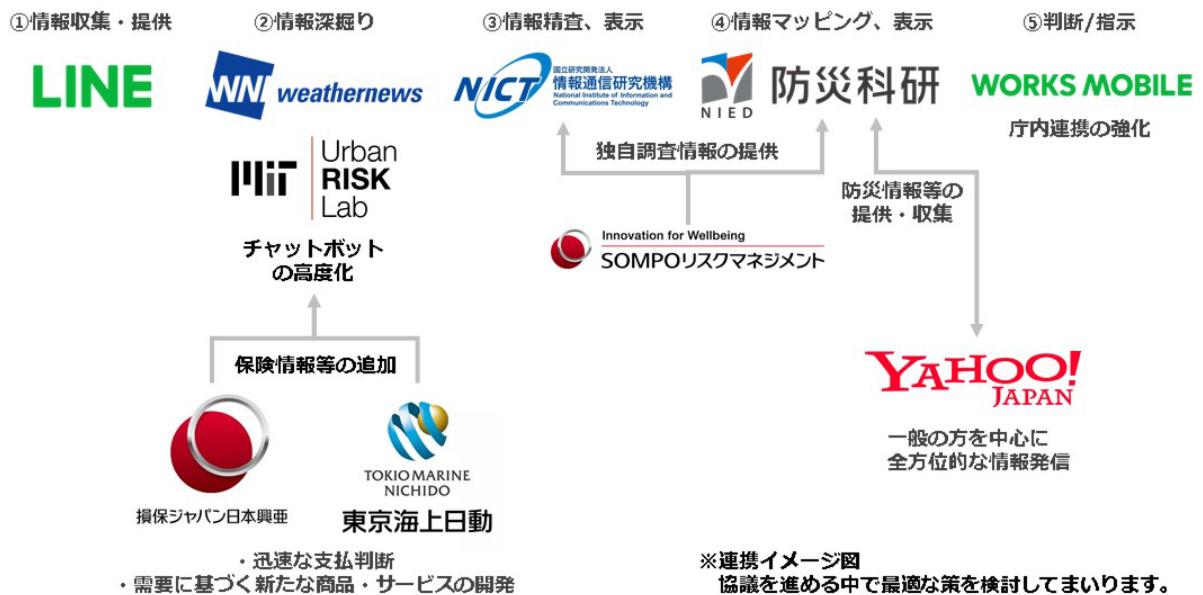 ①情報収集・提供
②情報深掘り
③情報精査、表示
④情報マッピング、表示
⑤判断/指示
LINE
WNI weathernews
NICT
国立研究開発法人
情報通信研究機構
National Institute of Information and
Communications Technology
NIED
防災科研
WORKS MOBILE
庁内連携の強化
MIT
Urban
RISK
Lab
チャットボット
の高度化
独自調査情報の提供
防災情報等の
提供・収集
Innovation for Wellbeing
SOMPOリスクマネジメント
保険情報等の追加
YAHOO!
JAPAN
一般の方を中心に
全方位的な情報発信
損保ジャパン日本興亜
TOKIO MARINE
NICHIDO
東京海上日動
・迅速な支払判断
・需要に基づく新たな商品・サービスの開発
※連携イメージ図
協議を進める中で最適な策を検討してまいります。